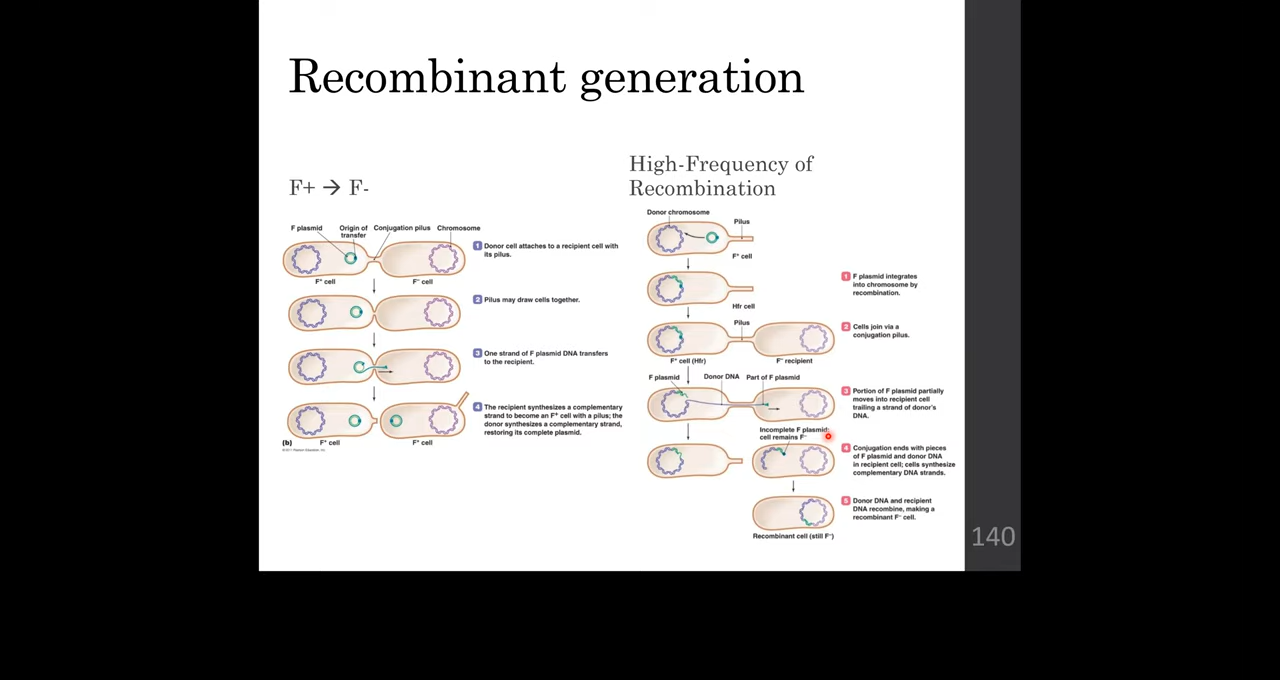 Recombinant generation
F+ → F-
F plasmid
Origin of
transfer
Conjugation pilus
Chromosome
F⁺ cell
F⁻ cell
1 Donor cell attaches to a recipient cell with
its pilus.
2 Pilus may draw cells together.
3 One strand of F plasmid DNA transfers
to the recipient.
4 The recipient synthesizes a complementary
strand to become an F⁺ cell with a pilus; the
donor synthesizes a complementary strand,
restoring its complete plasmid.
(b)
F⁺ cell
F⁺ cell
© 2011 Pearson Education, Inc.
High-Frequency of
Recombination
Donor chromosome
Pilus
F⁺ cell
1 F plasmid integrates
into chromosome by
recombination.
Hfr cell
Pilus
2 Cells join via a
conjugation pilus.
F⁺ cell (Hfr)
F⁻ recipient
F plasmid
Donor DNA
Part of F plasmid
3 Portion of F plasmid partially
moves into recipient cell
trailing a strand of donor's
DNA.
Incomplete F plasmid;
cell remains F⁻
4 Conjugation ends with pieces
of F plasmid and donor DNA
in recipient cell; cells synthesize
complementary DNA strands.
5 Donor DNA and recipient
DNA recombine, making a
recombinant F⁻ cell.
Recombinant cell (still F⁻)
140